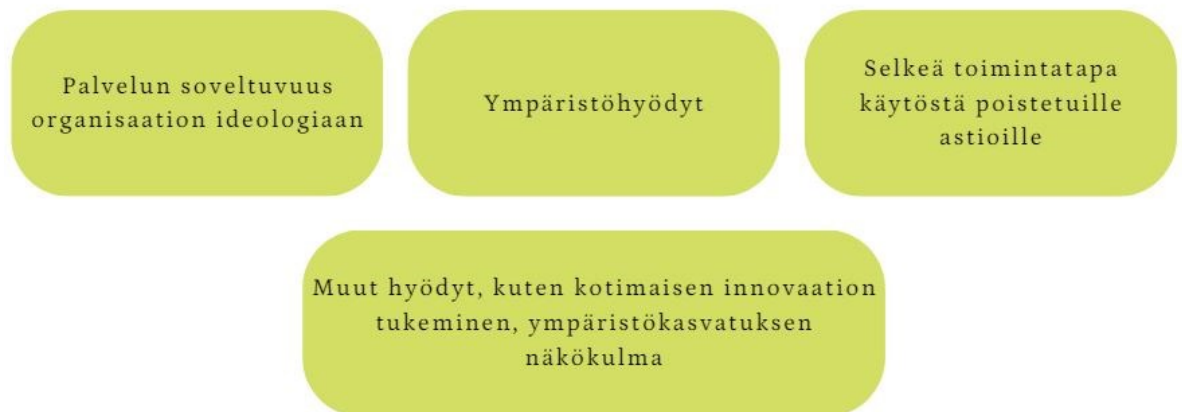 Palvelun soveltuvuus
organisaation ideologiaan
Ympäristöhyödyt
Selkeä toimintatapa
käytöstä poistetuille
astioille
Muut hyödyt, kuten kotimaisen innovaation
tukeminen, ympäristökasvatuksen
näkökulma